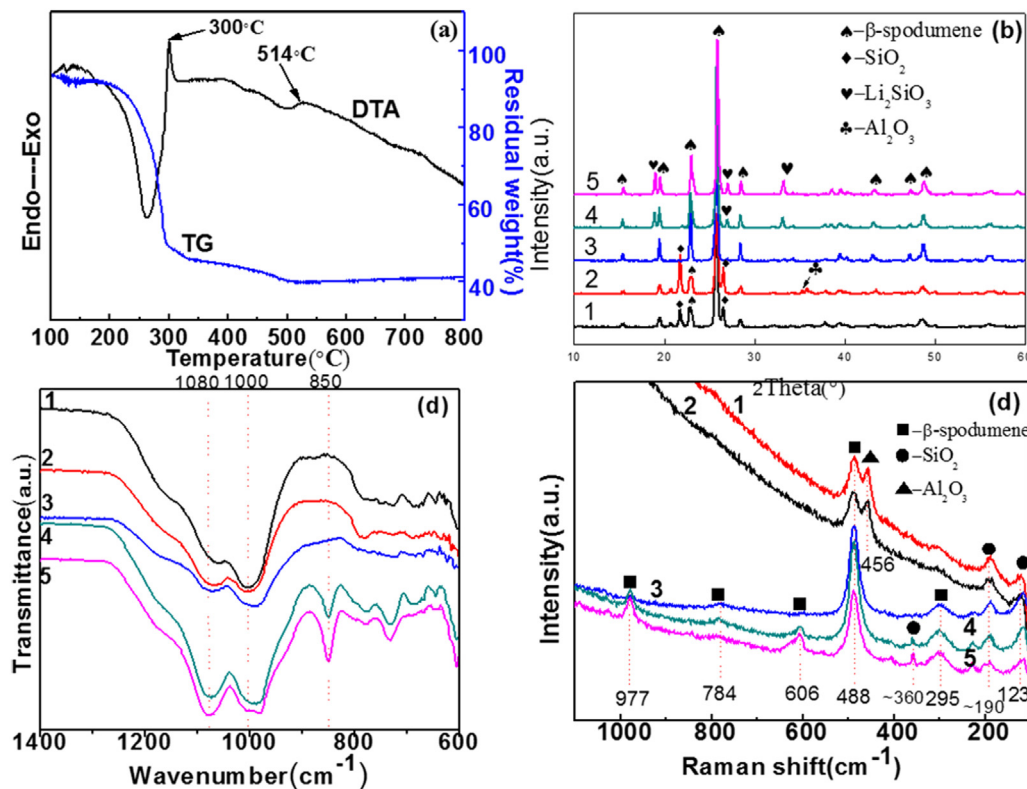 (a)
300°C
514°C
DTA
TG
Endo----Exo
Residual weight(%)
100
80
60
40
100 200 300 400 500 600 700 800
Temperature(°C)
(b)
♠–β-spodumene
♦–SiO₂
♥–Li₂SiO₃
♣–Al₂O₃
5
4
3
2
1
Intensity(a.u.)
10 20 30 40 50 60
2Theta(°)
1080 1000 850
(d)
1
2
3
4
5
Transmittance(a.u.)
1400 1200 1000 800 600
Wavenumber(cm⁻¹)
(d)
■–β-spodumene
●–SiO₂
▲–Al₂O₃
1
2
456
3
4
5
977 784 606 488 ~360 295 ~190 123
Intensity(a.u.)
1000 800 600 400 200
Raman shift(cm⁻¹)